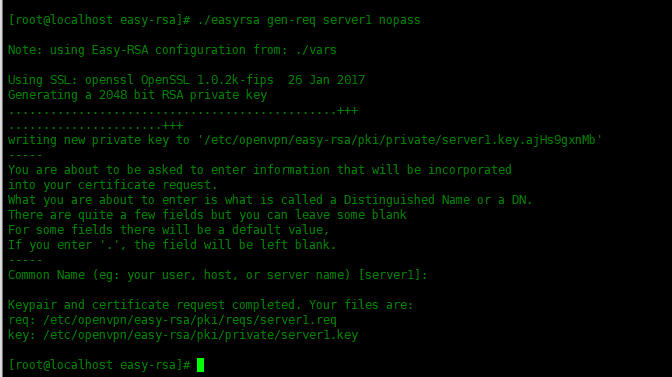 [root@localhost easy-rsa]# ./easyrsa gen-req server1 nopass
Note: using Easy-RSA configuration from: ./vars
Using SSL: openssl OpenSSL 1.0.2k-fips  26 Jan 2017
Generating a 2048 bit RSA private key
...............................................+++
......................+++
writing new private key to '/etc/openvpn/easy-rsa/pki/private/server1.key.ajHs9gxnMb'
-----
You are about to be asked to enter information that will be incorporated
into your certificate request.
What you are about to enter is what is called a Distinguished Name or a DN.
There are quite a few fields but you can leave some blank
For some fields there will be a default value,
If you enter '.', the field will be left blank.
-----
Common Name (eg: your user, host, or server name) [server1]:
Keypair and certificate request completed. Your files are:
req: /etc/openvpn/easy-rsa/pki/reqs/server1.req
key: /etc/openvpn/easy-rsa/pki/private/server1.key
[root@localhost easy-rsa]#